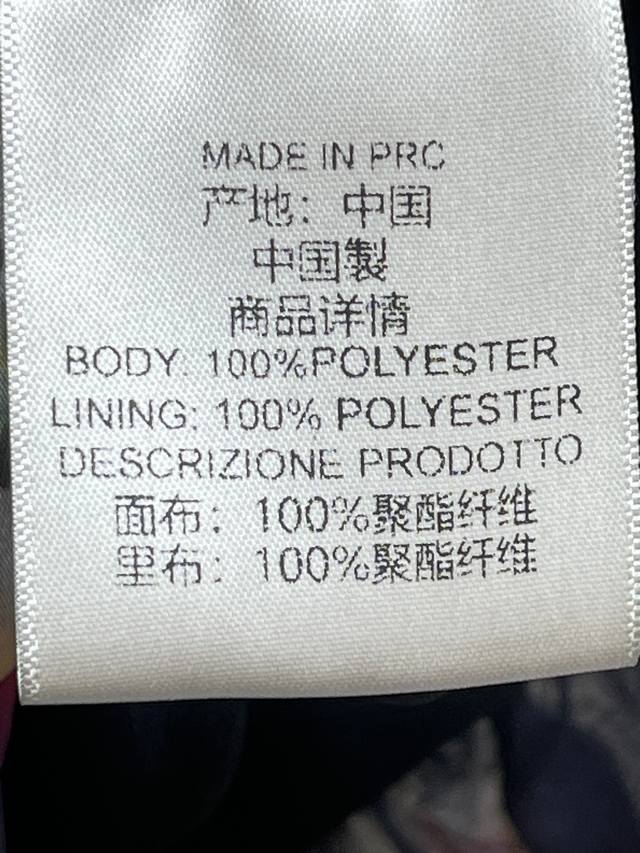 MADE IN PRC
产地：中国
中国製
商品详情
BODY: 100%POLYESTER
LINING: 100% POLYESTER
DESCRIZIONE PRODOTTO
面布：100%聚酯纤维
里布：100%聚酯纤维